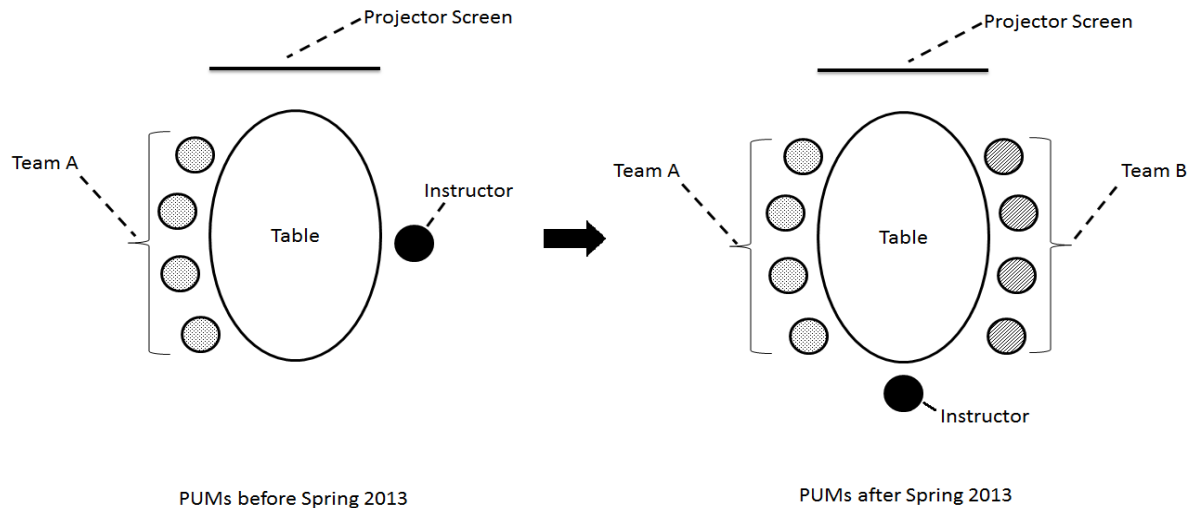 Projector Screen
Team A
Instructor
Table
PUMs before Spring 2013
Projector Screen
Team A
Team B
Table
Instructor
PUMs after Spring 2013